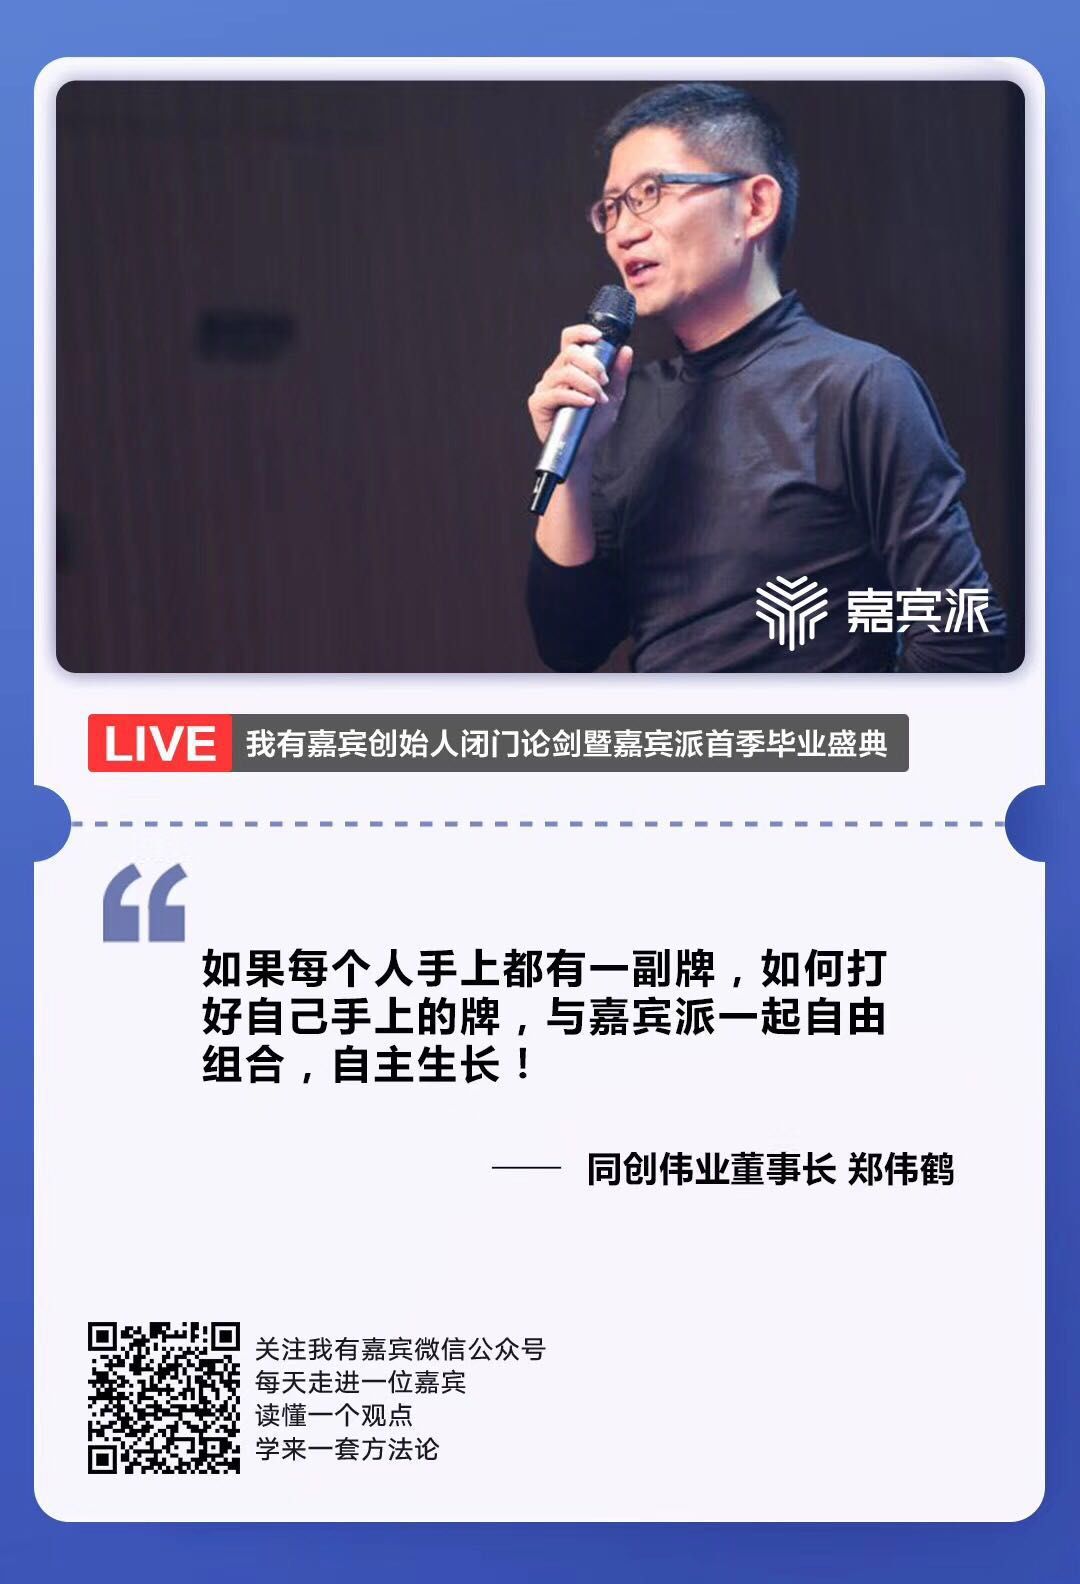 嘉宾派
LIVE 我有嘉宾创始人闭门论剑暨嘉宾派首季毕业盛典
“
如果每个人手上都有一副牌，如何打
好自己手上的牌，与嘉宾派一起自由
组合，自主生长！
—— 同创伟业董事长 郑伟鹤
关注我有嘉宾微信公众号
每天走进一位嘉宾
读懂一个观点
学来一套方法论